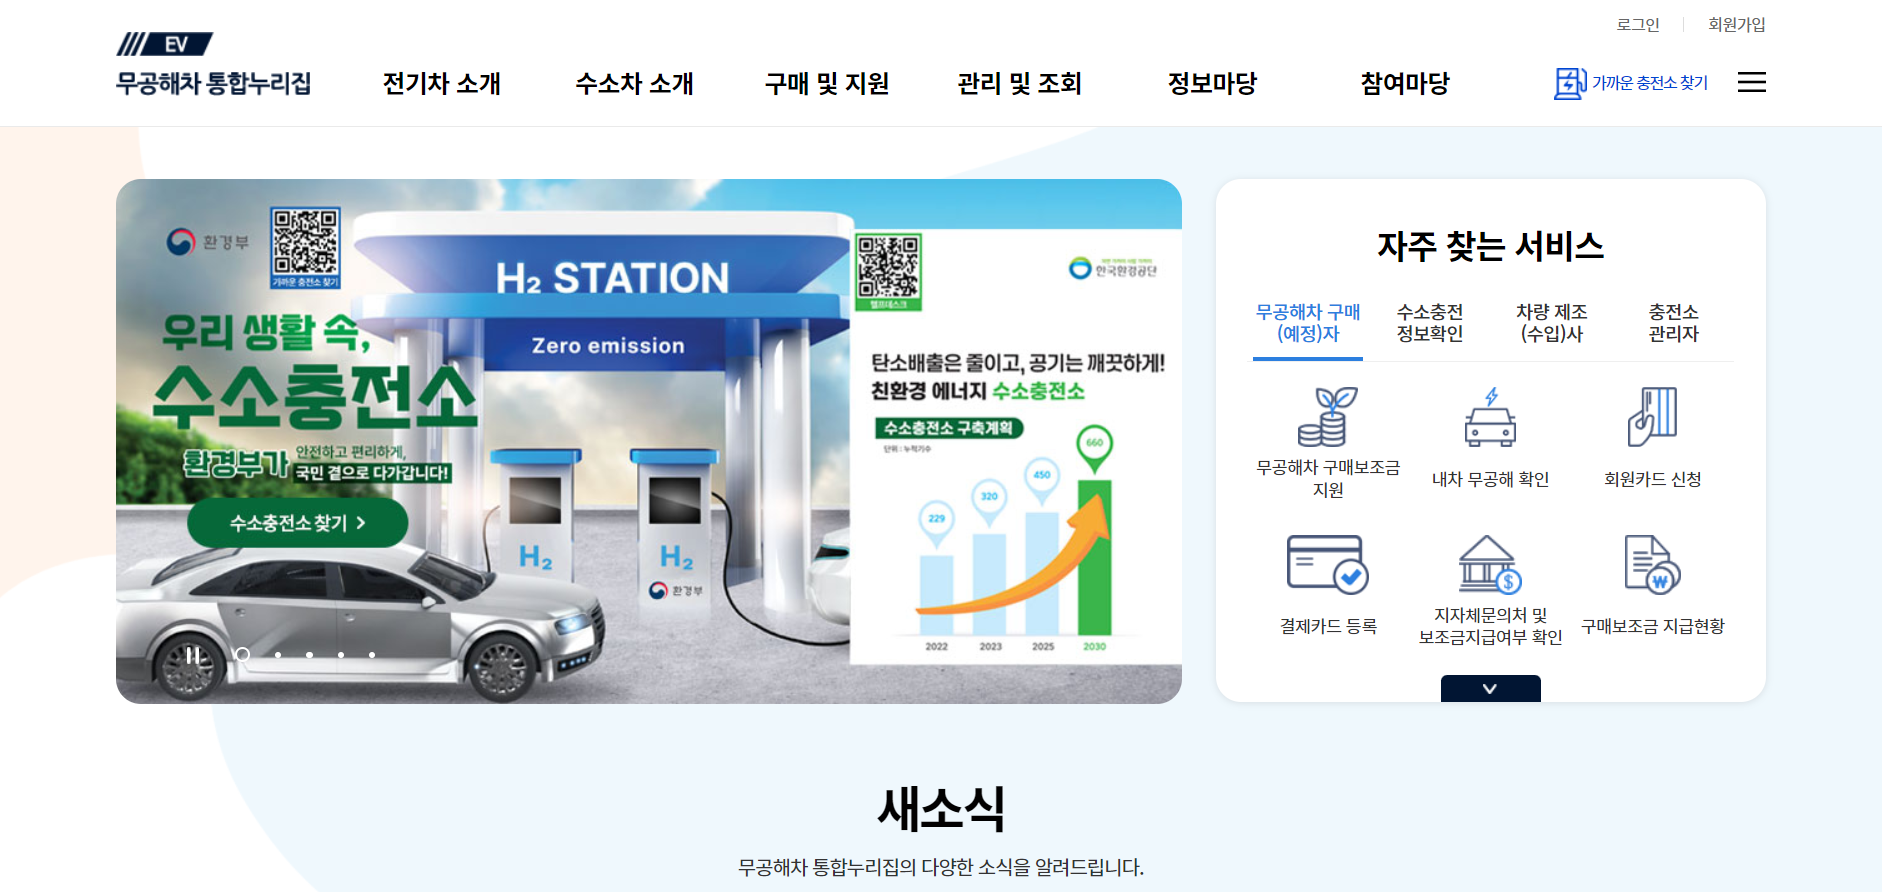 로그인
회원가입
EV
무공해차 통합누리집
전기차 소개
수소차 소개
구매 및 지원
관리 및 조회
정보마당
참여마당
가까운 충전소 찾기
환경부
가까운 충전소 찾기
우리 생활 속,
수소충전소
환경부가
안전하고 편리하게,
국민 곁으로 다가갑니다!
수소충전소 찾기
H₂ STATION
Zero emission
H₂
H₂
환경부
헬프데스크
한국환경공단
탄소배출은 줄이고, 공기는 깨끗하게!
친환경 에너지 수소충전소
수소충전소 구축계획
단위 : 누적기수
229
320
450
660
2022
2023
2025
2030
자주 찾는 서비스
무공해차 구매
(예정)자
수소충전
정보확인
차량 제조
(수입)사
충전소
관리자
무공해차 구매보조금
지원
내차 무공해 확인
회원카드 신청
결제카드 등록
지자체문의처 및
보조금지급여부 확인
구매보조금 지급현황
새소식
무공해차 통합누리집의 다양한 소식을 알려드립니다.